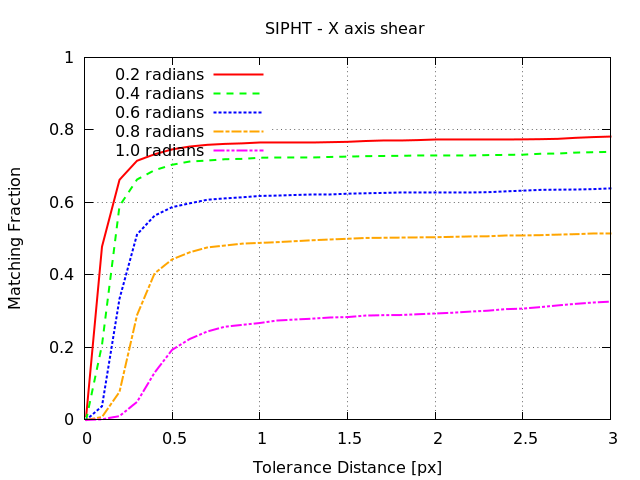 SIPHT - X axis shear
1
0.8
0.6
0.4
0.2
0
Matching Fraction
0.2 radians
0.4 radians
0.6 radians
0.8 radians
1.0 radians
0 0.5 1 1.5 2 2.5 3
Tolerance Distance [px]